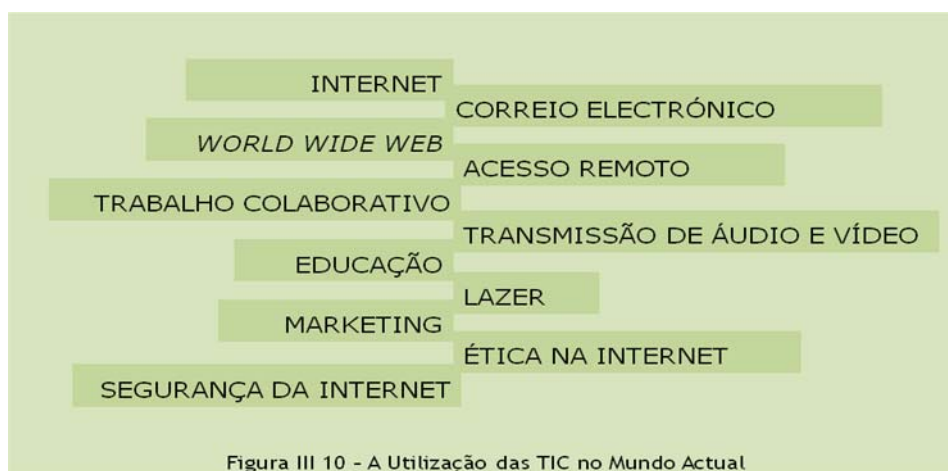 INTERNET
CORREIO ELECTRÓNICO
WORLD WIDE WEB
ACESSO REMOTO
TRABALHO COLABORATIVO
TRANSMISSÃO DE ÁUDIO E VÍDEO
EDUCAÇÃO
LAZER
MARKETING
ÉTICA NA INTERNET
SEGURANÇA DA INTERNET
Figura III 10 - A Utilização das TIC no Mundo Actual